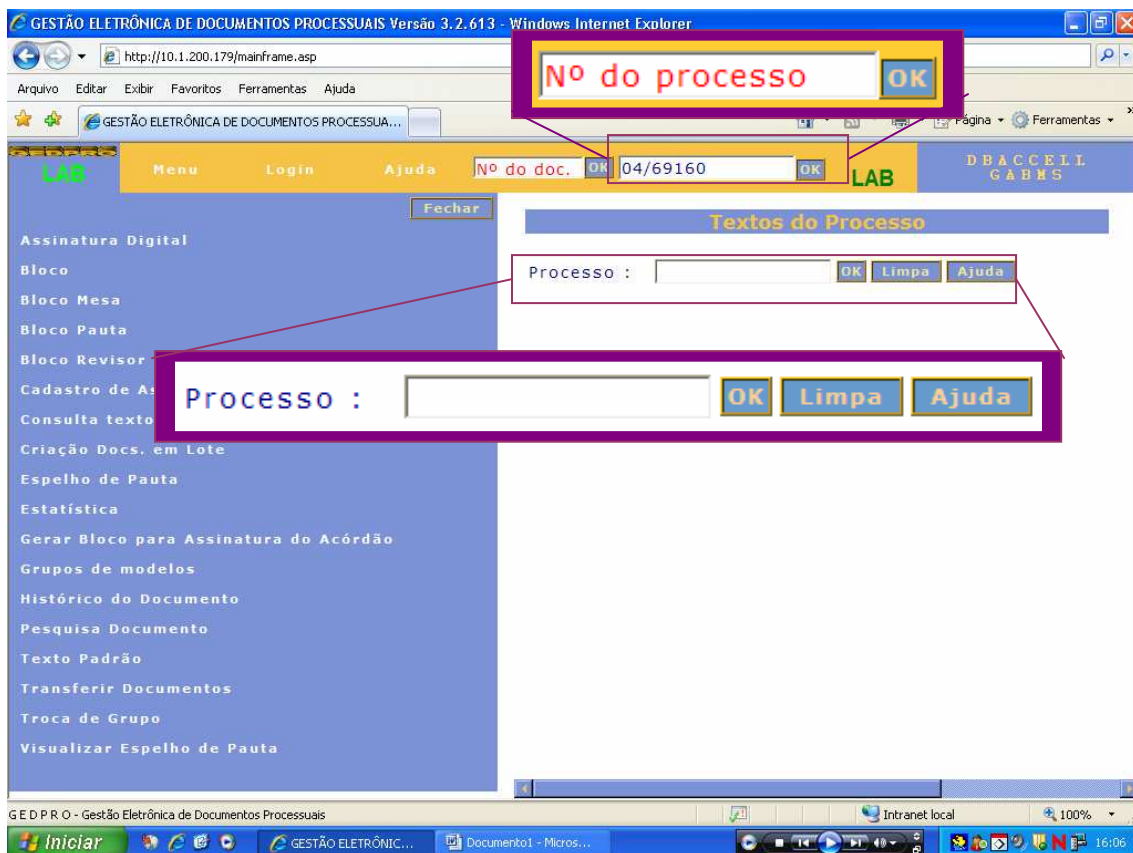 GESTÃO ELETRÔNICA DE DOCUMENTOS PROCESSUAIS Versão 3.2.613 - Windows Internet Explorer
http://10.1.200.179/mainframe.asp
Nº do processo OK
Arquivo Editar Exibir Favoritos Ferramentas Ajuda
GESTÃO ELETRÔNICA DE DOCUMENTOS PROCESSUA... Página Ferramentas
LAB Menu Login Ajuda Nº do doc. OK 04/69160 OK LAB DBACCELL
GABMS
Fechar
Textos do Processo
Assinatura Digital
Processo : OK Limpa Ajuda
Bloco
Bloco Mesa
Bloco Pauta
Bloco Revisor
Processo : OK Limpa Ajuda
Cadastro de
Consulta texto
Criação Docs. em Lote
Espelho de Pauta
Estatística
Gerar Bloco para Assinatura do Acórdão
Grupos de modelos
Histórico do Documento
Pesquisa Documento
Texto Padrão
Transferir Documentos
Troca de Grupo
Visualizar Espelho de Pauta
G E D P R O - Gestão Eletrônica de Documentos Processuais Intranet local 100%
Iniciar GESTÃO ELETRÔNIC... Documento1 - Micros... 16:06